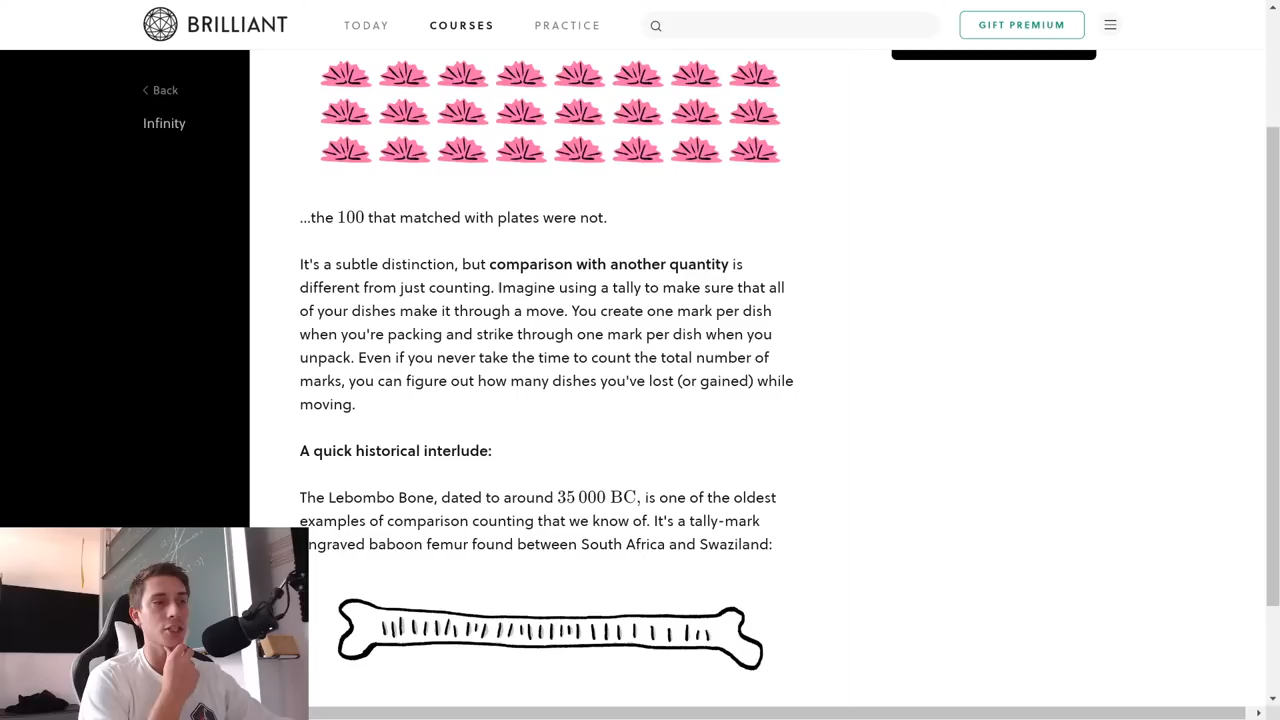 BRILLIANT
TODAY
COURSES
PRACTICE
GIFT PREMIUM
Back
Infinity
...the 100 that matched with plates were not.
It's a subtle distinction, but comparison with another quantity is
different from just counting. Imagine using a tally to make sure that all
of your dishes make it through a move. You create one mark per dish
when you're packing and strike through one mark per dish when you
unpack. Even if you never take the time to count the total number of
marks, you can figure out how many dishes you've lost (or gained) while
moving.
A quick historical interlude:
The Lebombo Bone, dated to around 35 000 BC, is one of the oldest
examples of comparison counting that we know of. It's a tally-mark
ngraved baboon femur found between South Africa and Swaziland: